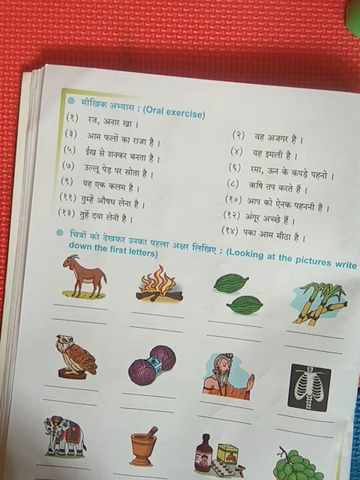 मौखिक अभ्यास : (Oral exercise)
(१) रज, अनार खा ।
(२) वह अजगर है ।
(३) आम फलों का राजा है ।
(४) वह इमली है ।
(५) ईख से शक्कर बनता है ।
(६) रमा, ऊन के कपड़े पहनो ।
(७) उल्लू पेड़ पर सोता है ।
(८) ऋषि तप करते हैं ।
(९) यह एक कलम है ।
(१०) आप को ऐनक पहननी है ।
(११) तुम्हें औषध लेना है ।
(१२) अंगूर अच्छे हैं ।
(१३) तुहें दवा लेनी है ।
(१४) पका आम मीठा है ।
चित्रों को देखकर उनका पहला अक्षर लिखिए : (Looking at the pictures write
down the first letters)